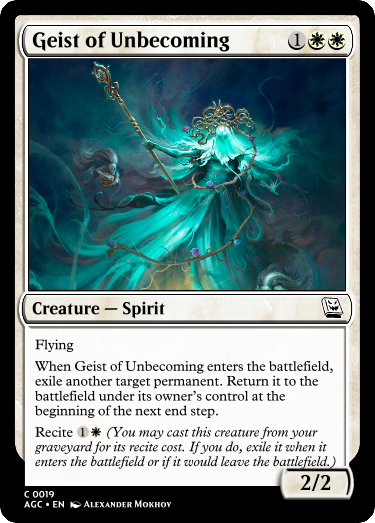 Geist of Unbecoming 1
Creature — Spirit
Flying
When Geist of Unbecoming enters the battlefield,
exile another target permanent. Return it to the
battlefield under its owner's control at the
beginning of the next end step.
Recite 1 (You may cast this creature from your
graveyard for its recite cost. If you do, exile it when it
enters the battlefield or if it would leave the battlefield.)
2/2
C 0019
AGC • EN Alexander Mokhov